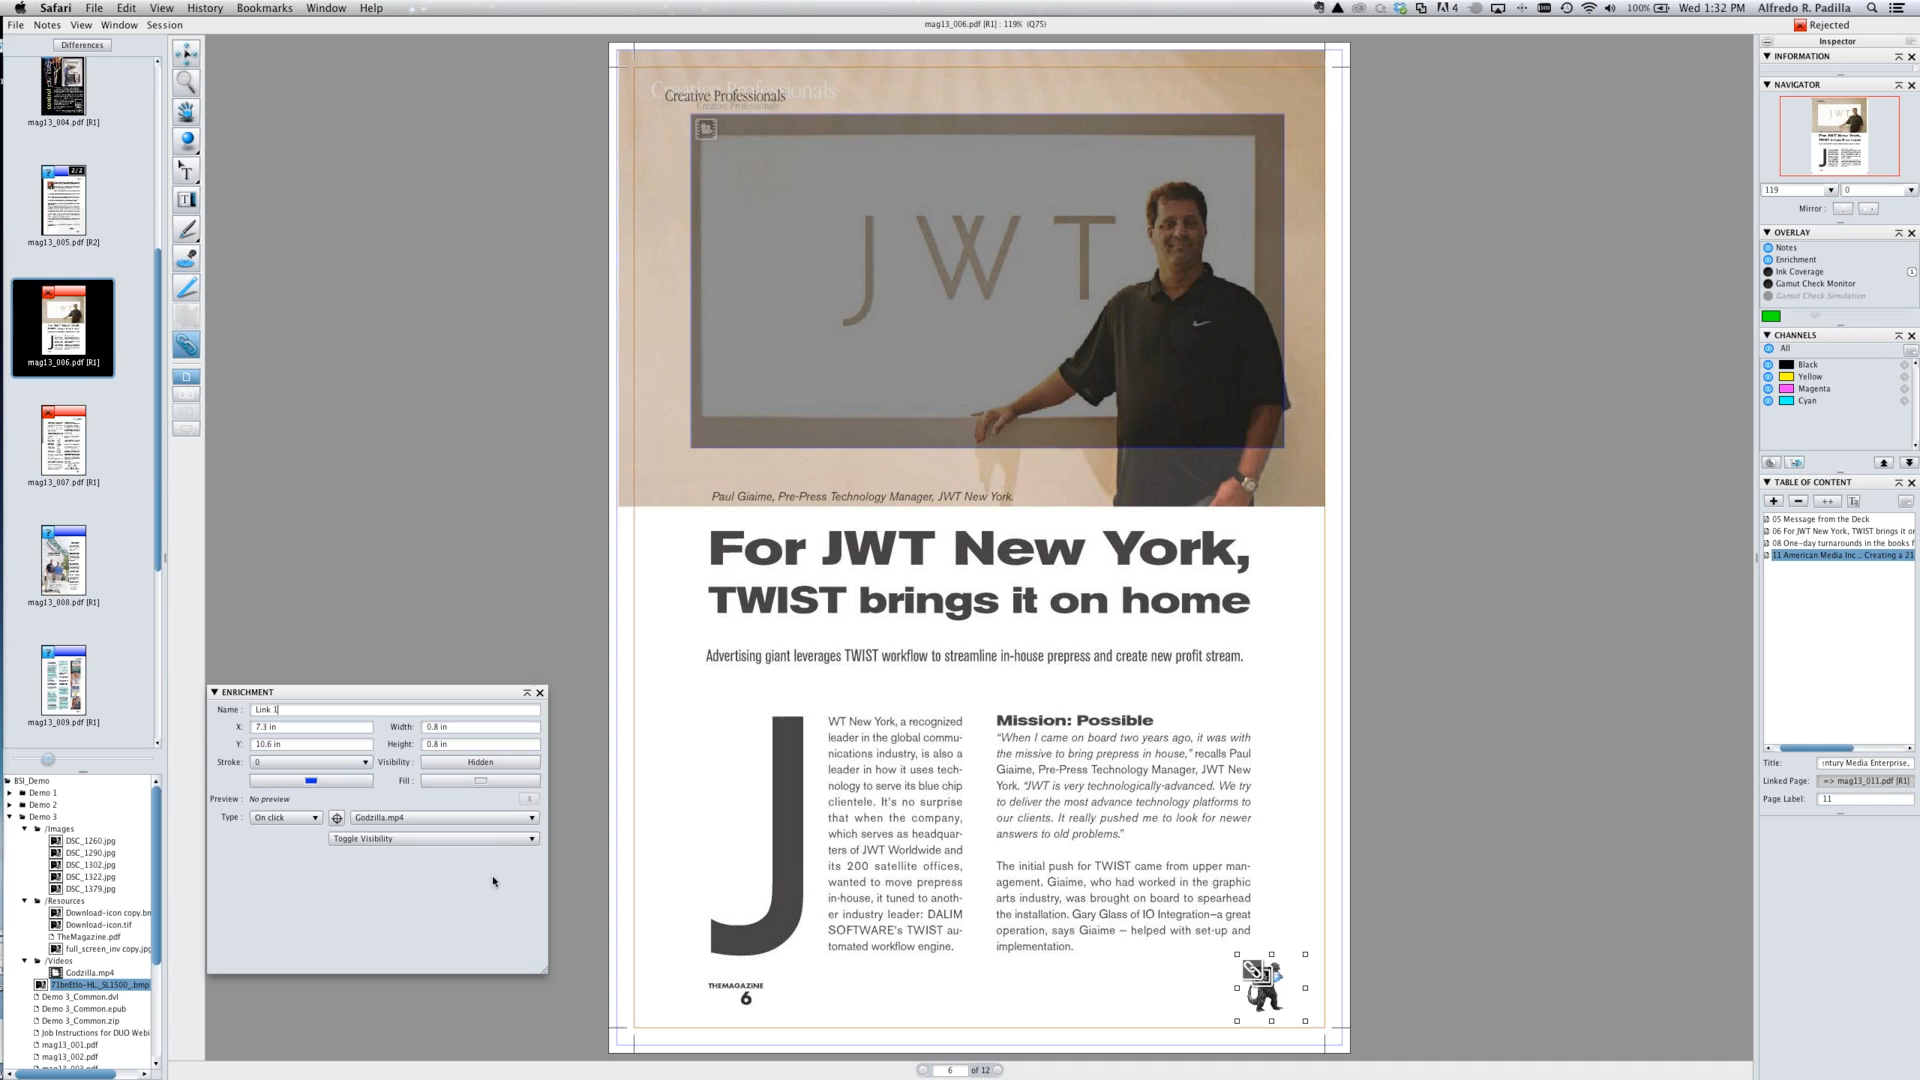 Safari File Edit View History Bookmarks Window Help
4 100% Wed 1:32 PM Alfredo R. Padilla
File Notes View Window Session
mag13_006.pdf [R1] : 119% (Q75)
Rejected
Differences
mag13_004.pdf [R1]
2/2
mag13_005.pdf [R2]
mag13_006.pdf [R1]
mag13_007.pdf [R1]
mag13_008.pdf [R1]
mag13_009.pdf [R1]
BSI_Demo
Demo 1
Demo 2
Demo 3
/Images
DSC_1260.jpg
DSC_1290.jpg
DSC_1302.jpg
DSC_1322.jpg
DSC_1379.jpg
/Resources
Download-icon copy.bn
Download-icon.tif
TheMagazine.pdf
full_screen_inv copy.jpg
/Videos
Godzilla.mp4
71bnEtlo-HL._SL1500_.bmp
Demo 3_Common.dvl
Demo 3_Common.epub
Demo 3_Common.zip
Job Instructions for DUO Webi
mag13_001.pdf
mag13_002.pdf
mag13_003.pdf
ENRICHMENT
Name : Link 1
X: 7.3 in Width: 0.8 in
Y: 10.6 in Height: 0.8 in
Stroke: 0 Visibility : Hidden
Fill :
Preview : No preview X
Type : On click Godzilla.mp4
Toggle Visibility
Creative Professionals
Creative Professionals
Creative Professionals
JWT
Paul Giaime, Pre-Press Technology Manager, JWT New York.
For JWT New York,
TWIST brings it on home
Advertising giant leverages TWIST workflow to streamline in-house prepress and create new profit stream.
J
WT New York, a recognized
leader in the global commu-
nications industry, is also a
leader in how it uses tech-
nology to serve its blue chip
clientele. It's no surprise
that when the company,
which serves as headquar-
ters of JWT Worldwide and
its 200 satellite offices,
wanted to move prepress
in-house, it tuned to anoth-
er industry leader: DALIM
SOFTWARE's TWIST au-
tomated workflow engine.
Mission: Possible
“When I came on board two years ago, it was with
the missive to bring prepress in house,” recalls Paul
Giaime, Pre-Press Technology Manager, JWT New
York. “JWT is very technologically-advanced. We try
to deliver the most advance technology platforms to
our clients. It really pushed me to look for newer
answers to old problems.”
The initial push for TWIST came from upper man-
agement. Giaime, who had worked in the graphic
arts industry, was brought on board to spearhead
the installation. Gary Glass of IO Integration—a great
operation, says Giaime – helped with set-up and
implementation.
THEMAGAZINE
6
6 of 12
Inspector
INFORMATION
NAVIGATOR
119 0
Mirror :
OVERLAY
Notes
Enrichment
Ink Coverage
Gamut Check Monitor
Gamut Check Simulation
CHANNELS
All
Black
Yellow
Magenta
Cyan
TABLE OF CONTENT
05 Message from the Deck
06 For JWT New York, TWIST brings it or
08 One-day turnarounds in the books f
11 American Media Inc.: Creating a 21
Title: :ntury Media Enterprise,
Linked Page: => mag13_011.pdf [R1]
Page Label: 11